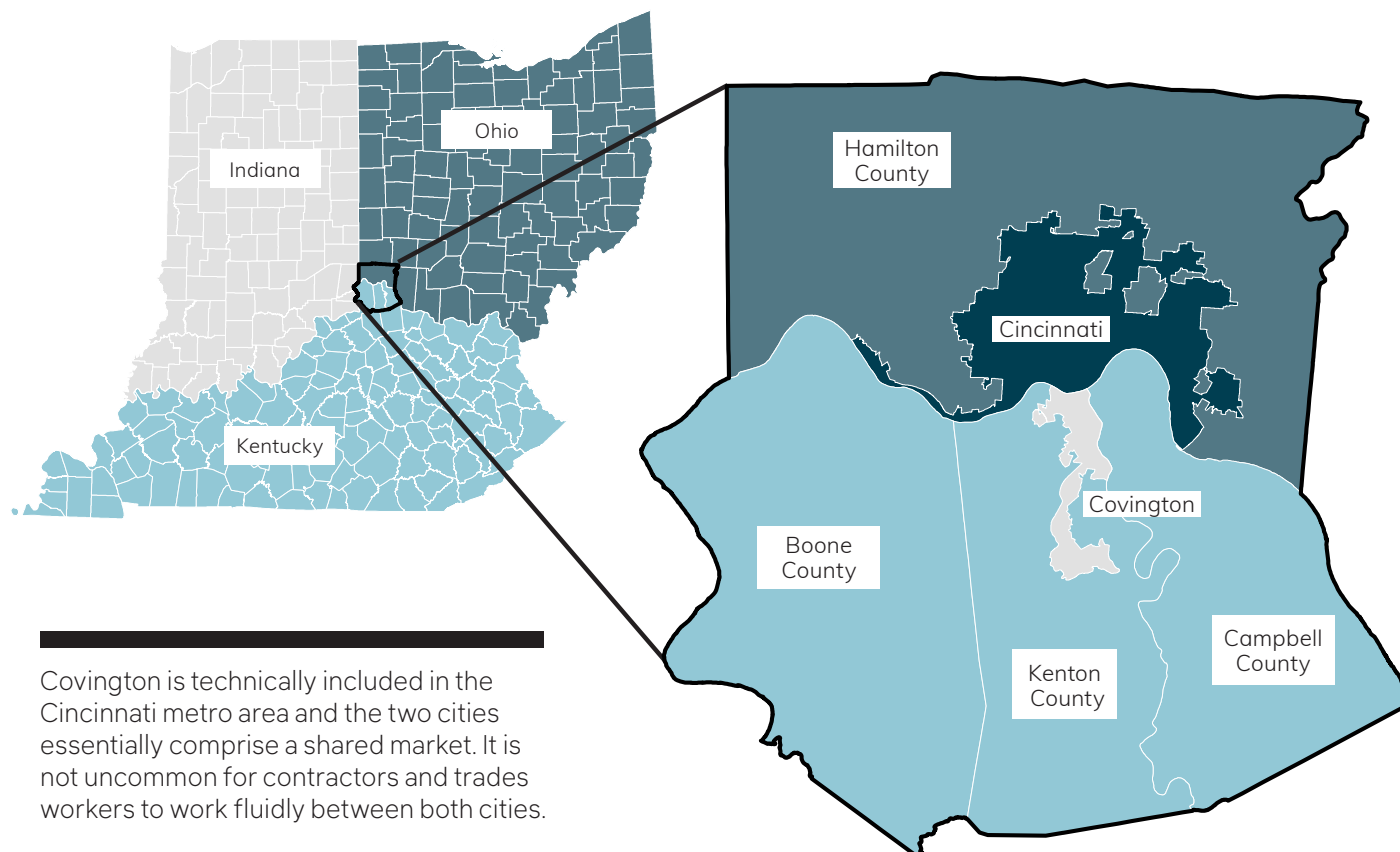 Indiana
Ohio
Kentucky
Hamilton
County
Cincinnati
Covington
Boone
County
Kenton
County
Campbell
County
Covington is technically included in the
Cincinnati metro area and the two cities
essentially comprise a shared market. It is
not uncommon for contractors and trades
workers to work fluidly between both cities.